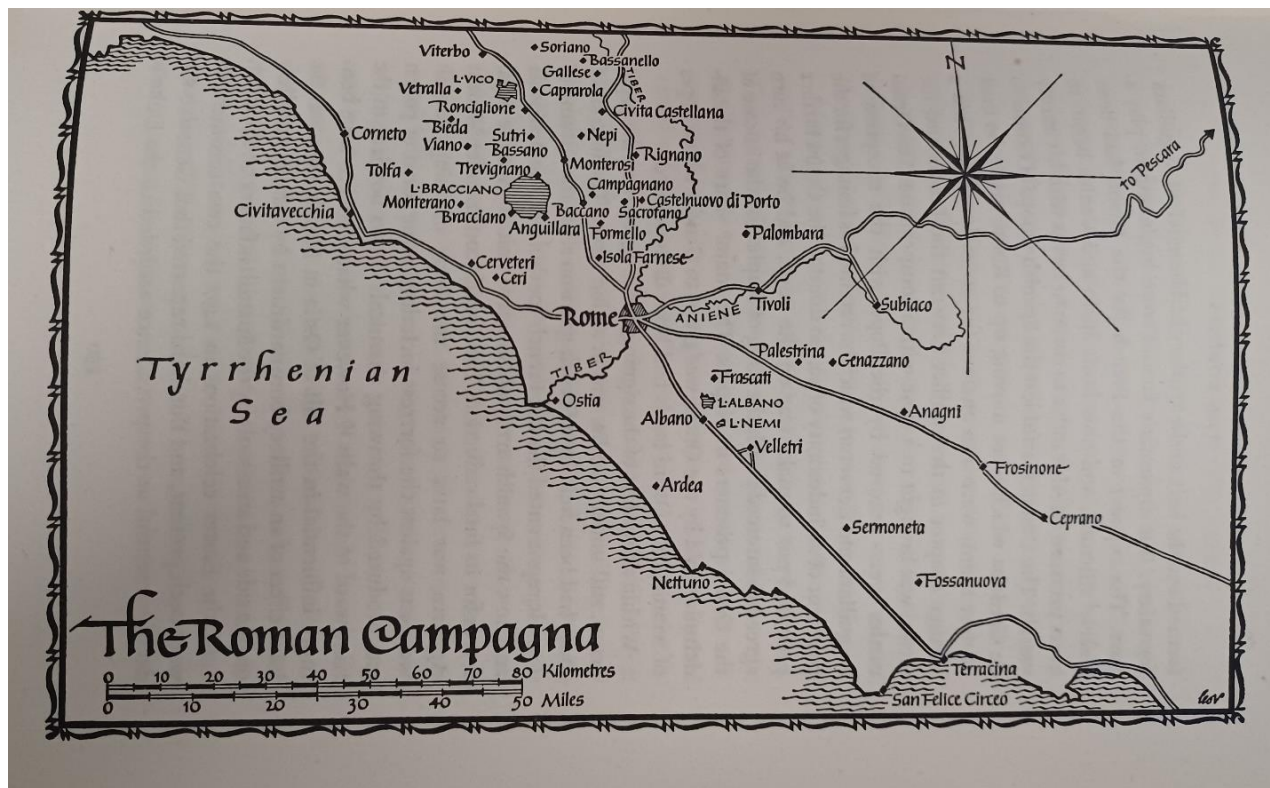 Viterbo
Soriano
Bassanello
Gallese
TIBER
L·VICO
Vetralla
Caprarola
Ronciglione
Civita Castellana
Bieda
Corneto
Sutri
Nepi
Viano
Bassano
Rignano
Tolfa
Trevignano
Monterosi
to Pescara
L·BRACCIANO
Campagnano
Monterano
Castelnuovo di Porto
Civitavecchia
Bracciano
Baccano
Sacrofano
Anguillara
Formello
Palombara
N
Cerveteri
Isola Farnese
Ceri
Rome
ANIENE
Tivoli
Subiaco
Tyrrhenian
Sea
TIBER
Palestrina
Genazzano
Frascati
Ostia
L·ALBANO
Anagni
Albano
L·NEMI
Velletri
Frosinone
Ardea
Ceprano
Sermoneta
Nettuno
Fossanuova
The Roman Campagna
0 10 20 30 40 50 60 70 80 Kilometres
0 10 20 30 40 50 Miles
Terracina
San Felice Circeo